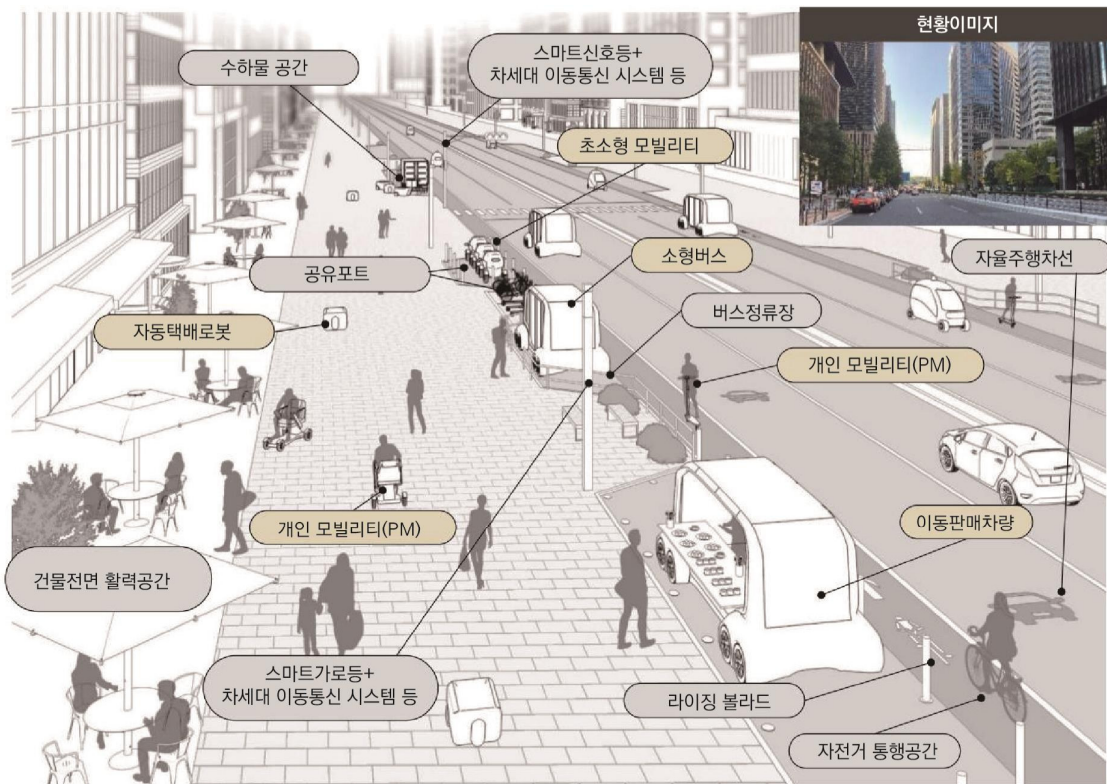 현황이미지
수하물 공간
스마트신호등+
차세대 이동통신 시스템 등
초소형 모빌리티
공유포트
소형버스
자율주행차선
자동택배로봇
버스정류장
개인 모빌리티(PM)
개인 모빌리티(PM)
이동판매차량
건물전면 활력공간
스마트가로등+
차세대 이동통신 시스템 등
라이징 볼라드
자전거 통행공간